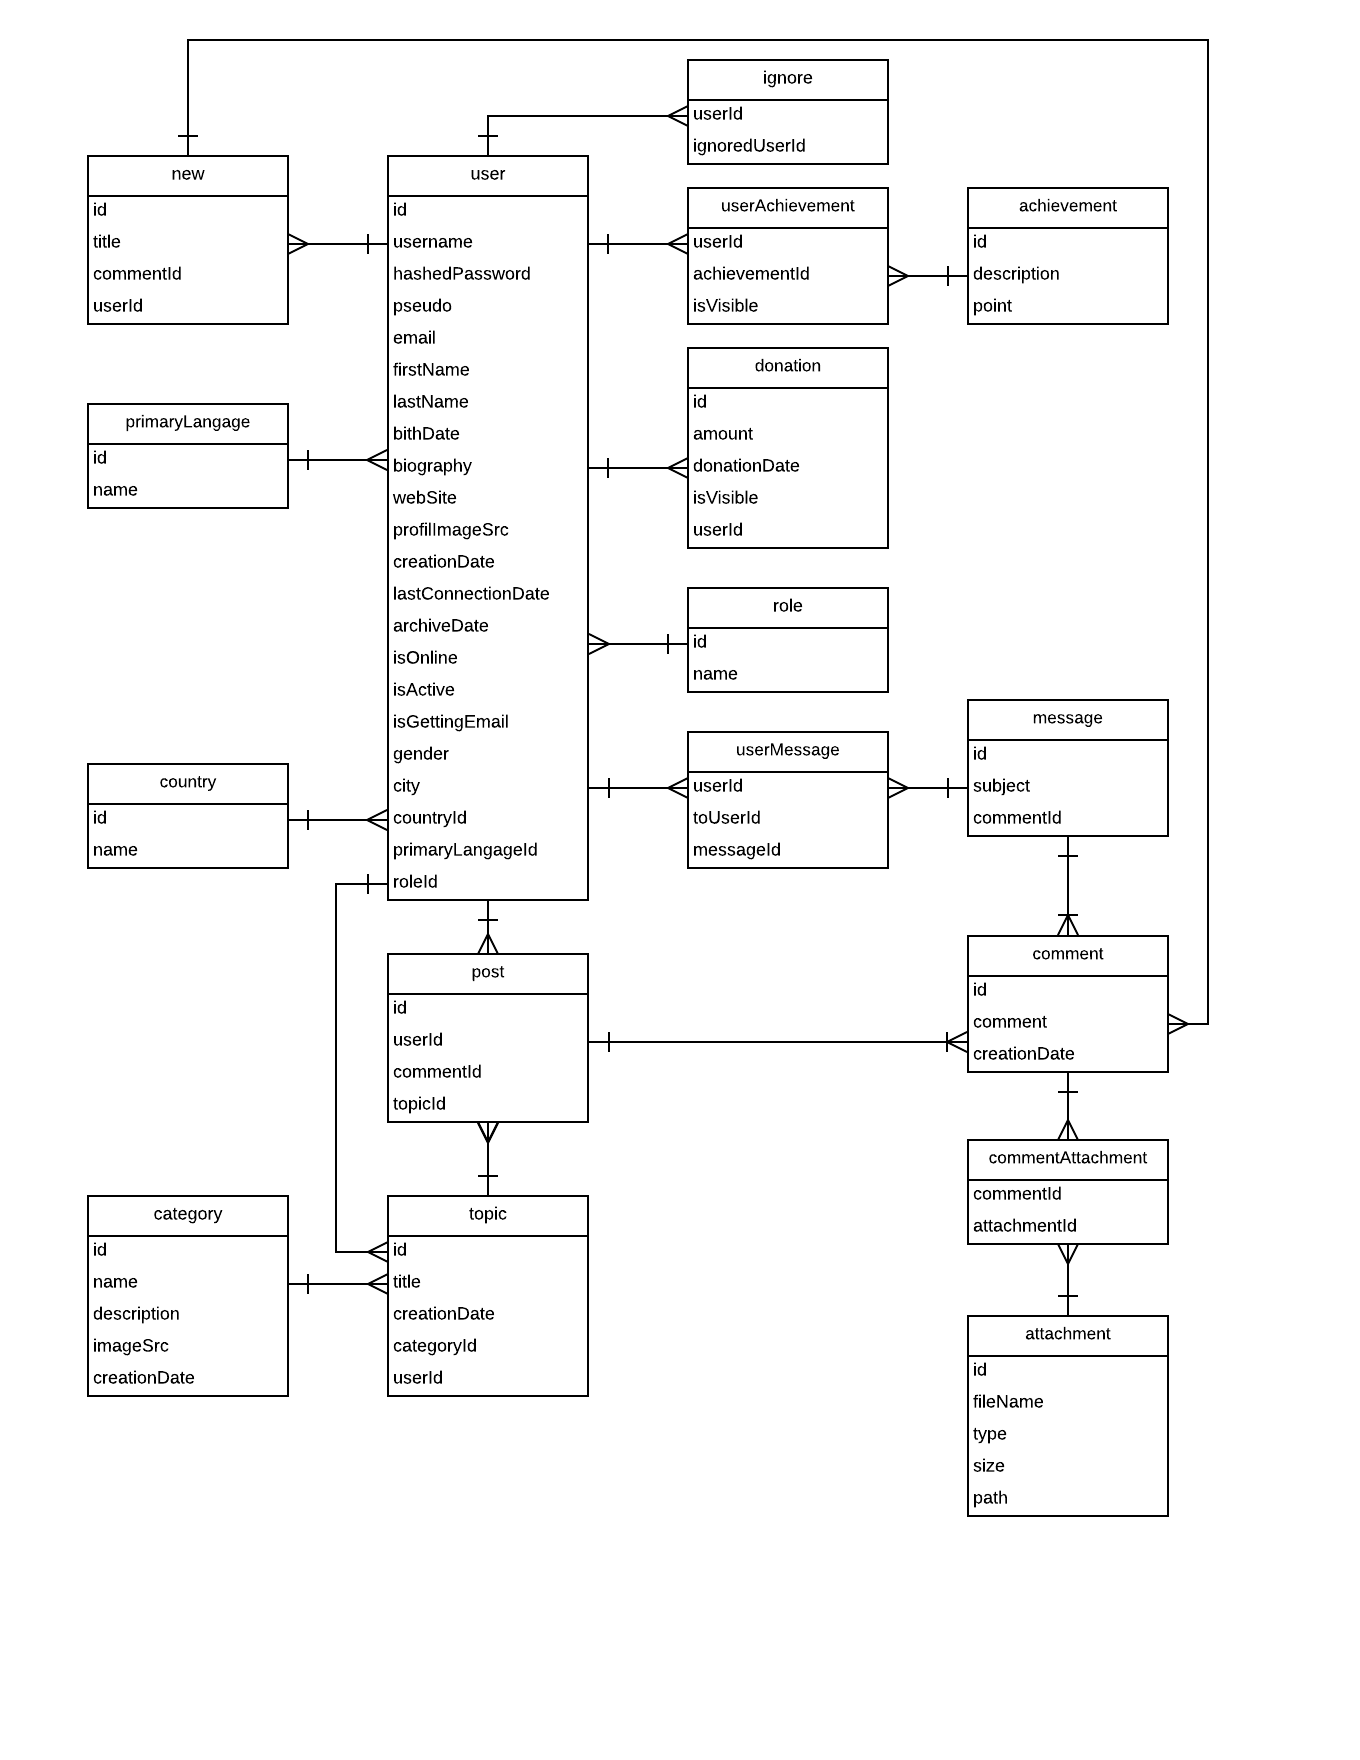 ignore
userId
ignoredUserId
new
id
title
commentId
userId
user
id
username
hashedPassword
pseudo
email
firstName
lastName
bithDate
biography
webSite
profilImageSrc
creationDate
lastConnectionDate
archiveDate
isOnline
isActive
isGettingEmail
gender
city
countryId
primaryLangageId
roleId
userAchievement
userId
achievementId
isVisible
achievement
id
description
point
donation
id
amount
donationDate
isVisible
userId
primaryLangage
id
name
role
id
name
message
id
subject
commentId
userMessage
userId
toUserId
messageId
country
id
name
post
id
userId
commentId
topicId
comment
id
comment
creationDate
commentAttachment
commentId
attachmentId
category
id
name
description
imageSrc
creationDate
topic
id
title
creationDate
categoryId
userId
attachment
id
fileName
type
size
path